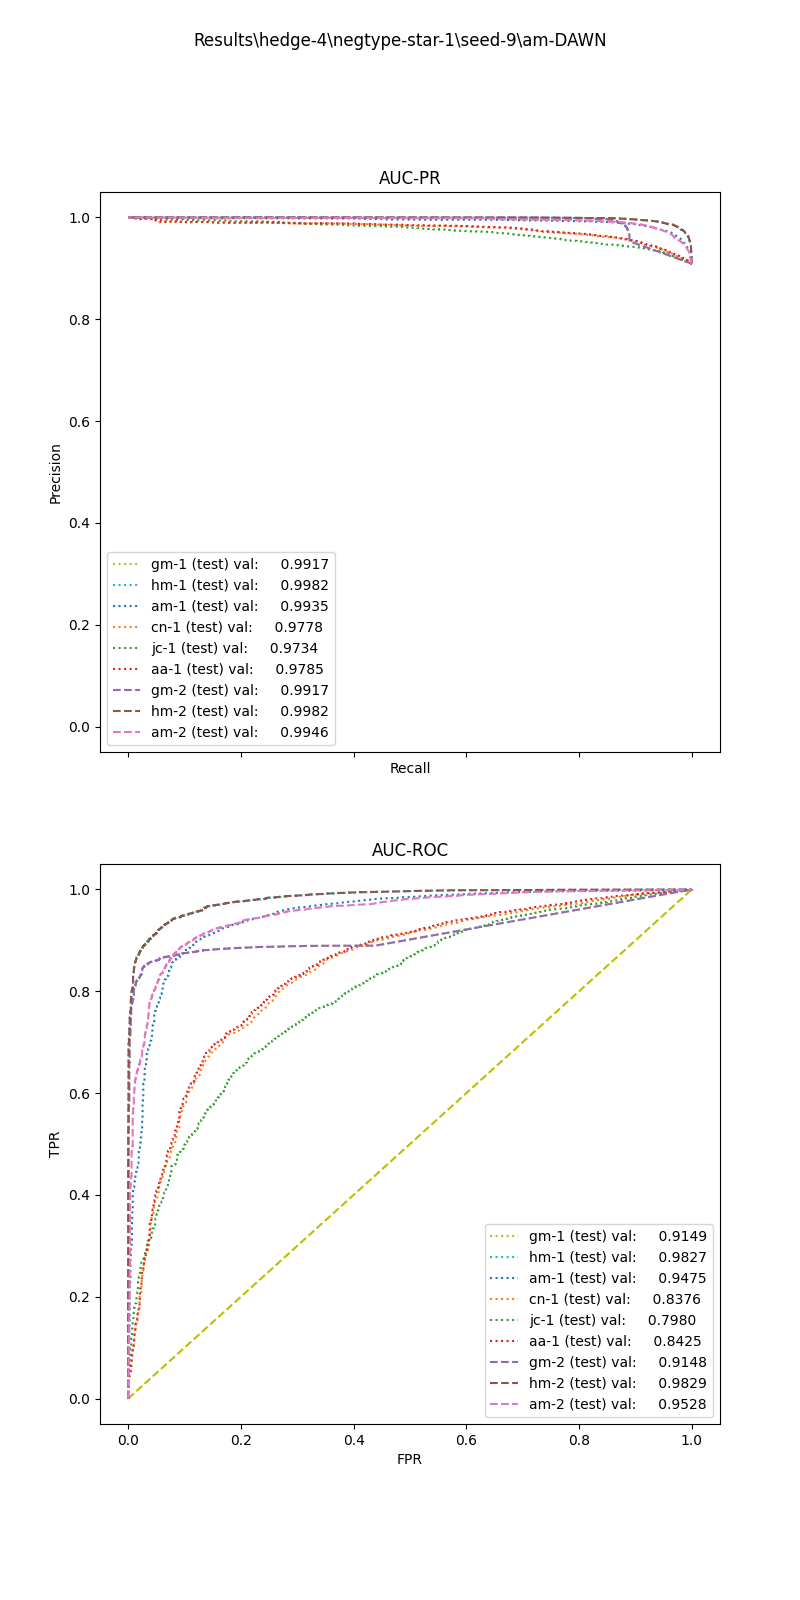 Results\hedge-4\negtype-star-1\seed-9\am-DAWN
AUC-PR
1.0
0.8
0.6
0.4
0.2
0.0
Precision
gm-1 (test) val: 0.9917
hm-1 (test) val: 0.9982
am-1 (test) val: 0.9935
cn-1 (test) val: 0.9778
jc-1 (test) val: 0.9734
aa-1 (test) val: 0.9785
gm-2 (test) val: 0.9917
hm-2 (test) val: 0.9982
am-2 (test) val: 0.9946
Recall
AUC-ROC
1.0
0.8
0.6
0.4
0.2
0.0
TPR
gm-1 (test) val: 0.9149
hm-1 (test) val: 0.9827
am-1 (test) val: 0.9475
cn-1 (test) val: 0.8376
jc-1 (test) val: 0.7980
aa-1 (test) val: 0.8425
gm-2 (test) val: 0.9148
hm-2 (test) val: 0.9829
am-2 (test) val: 0.9528
0.0 0.2 0.4 0.6 0.8 1.0
FPR